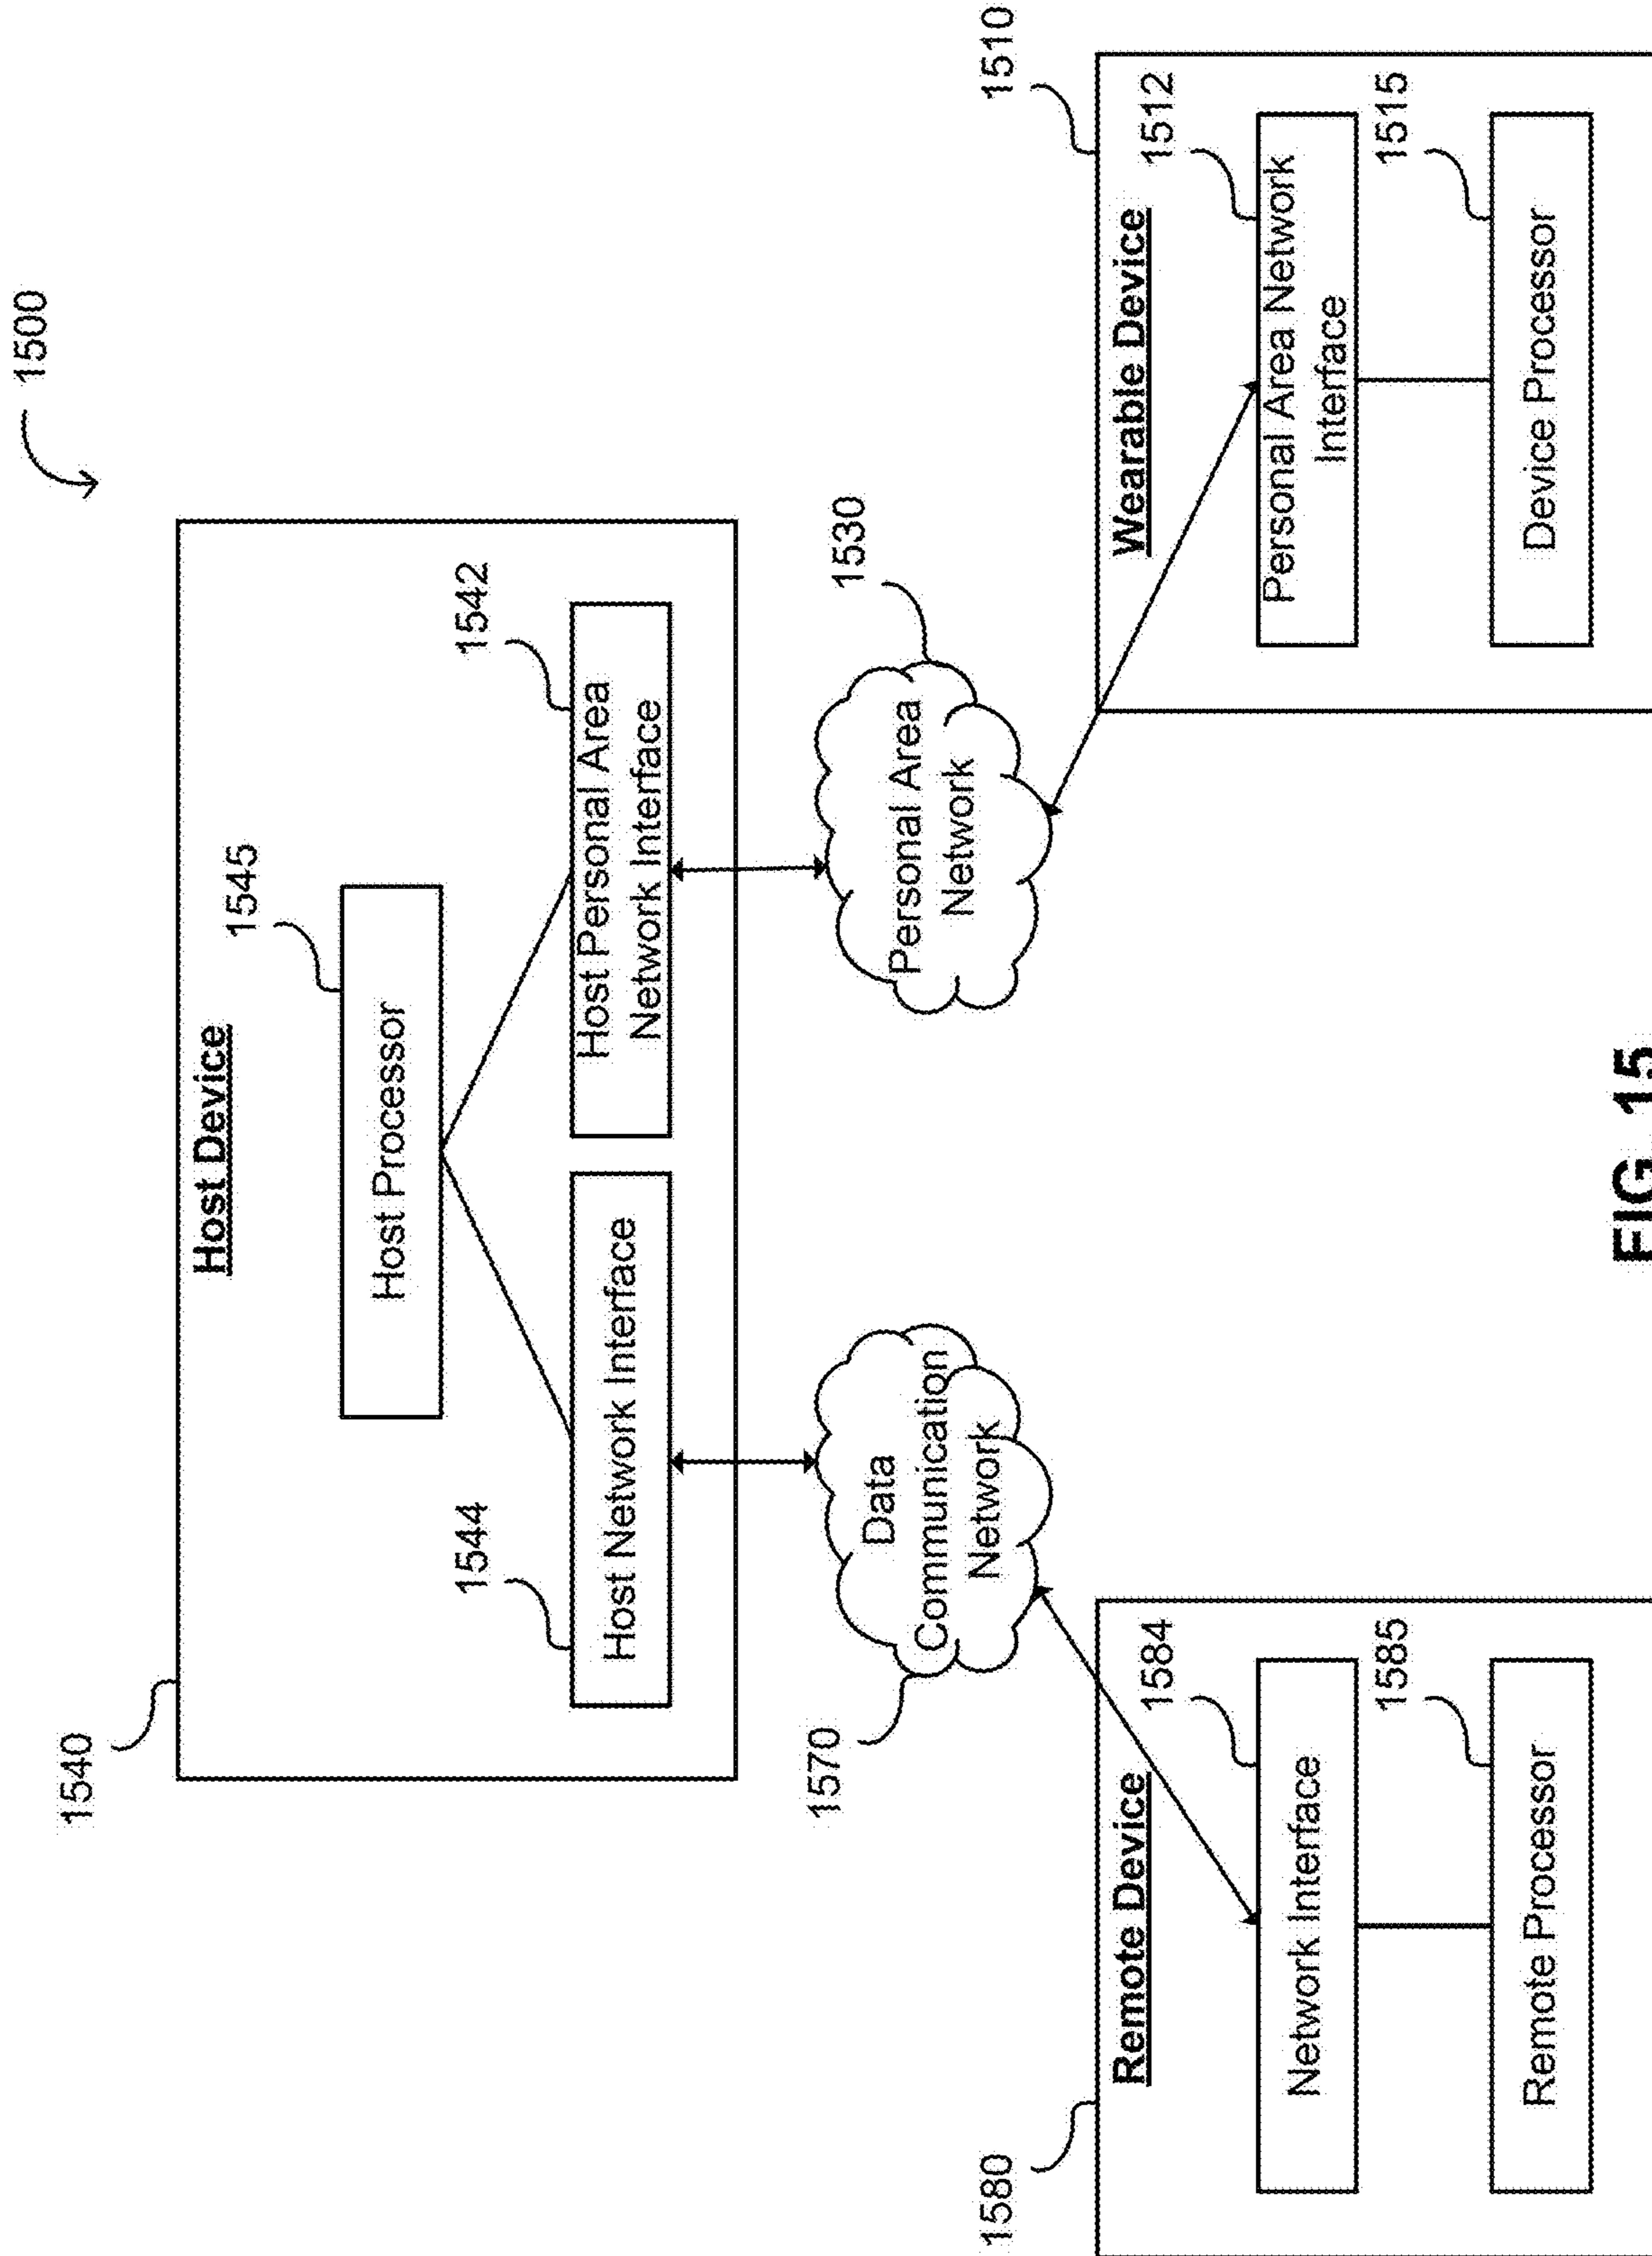 1500
1540
Host Device
1545
Host Processor
1544
1542
Host Network Interface
Host Personal Area
Network Interface
1570
1530
Data
Communication
Network
Personal Area
Network
1580
1510
Remote Device
Wearable Device
1584
1512
Network Interface
Personal Area Network
Interface
1585
1515
Remote Processor
Device Processor
FIG. 15